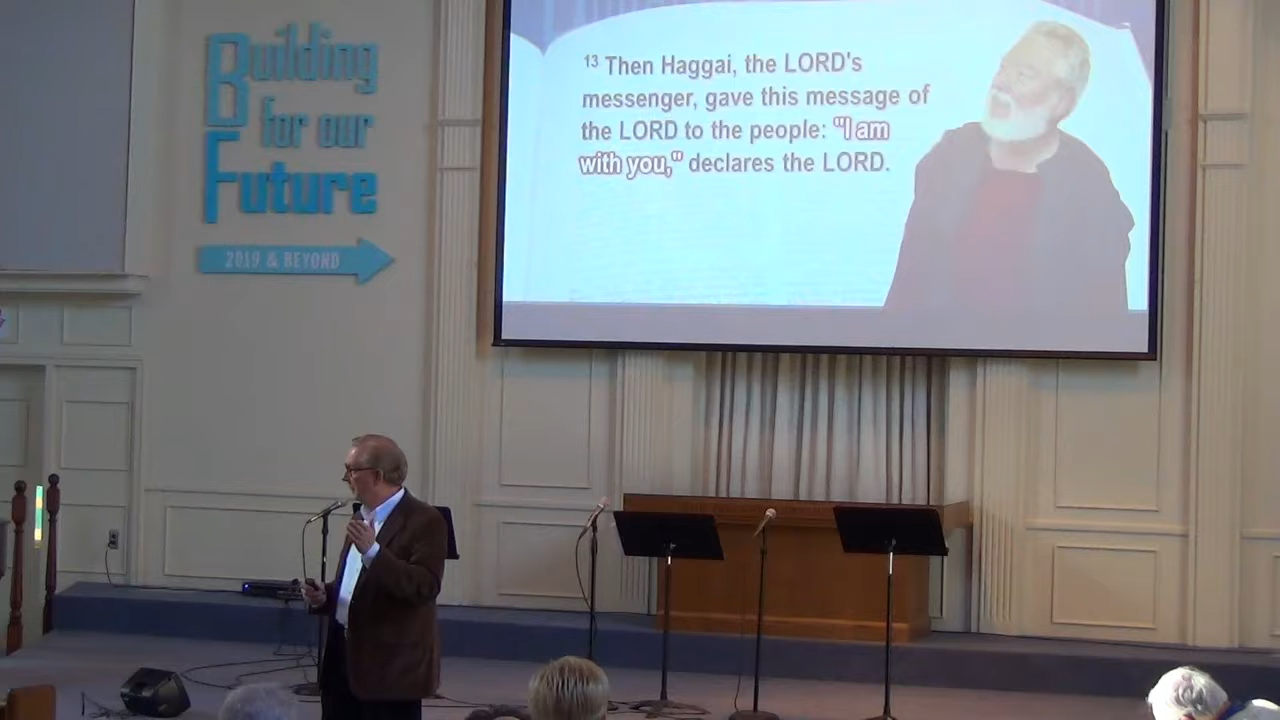 Building
for our
Future
2019 & BEYOND
13 Then Haggai, the LORD's
messenger, gave this message of
the LORD to the people: "I am
with you," declares the LORD.